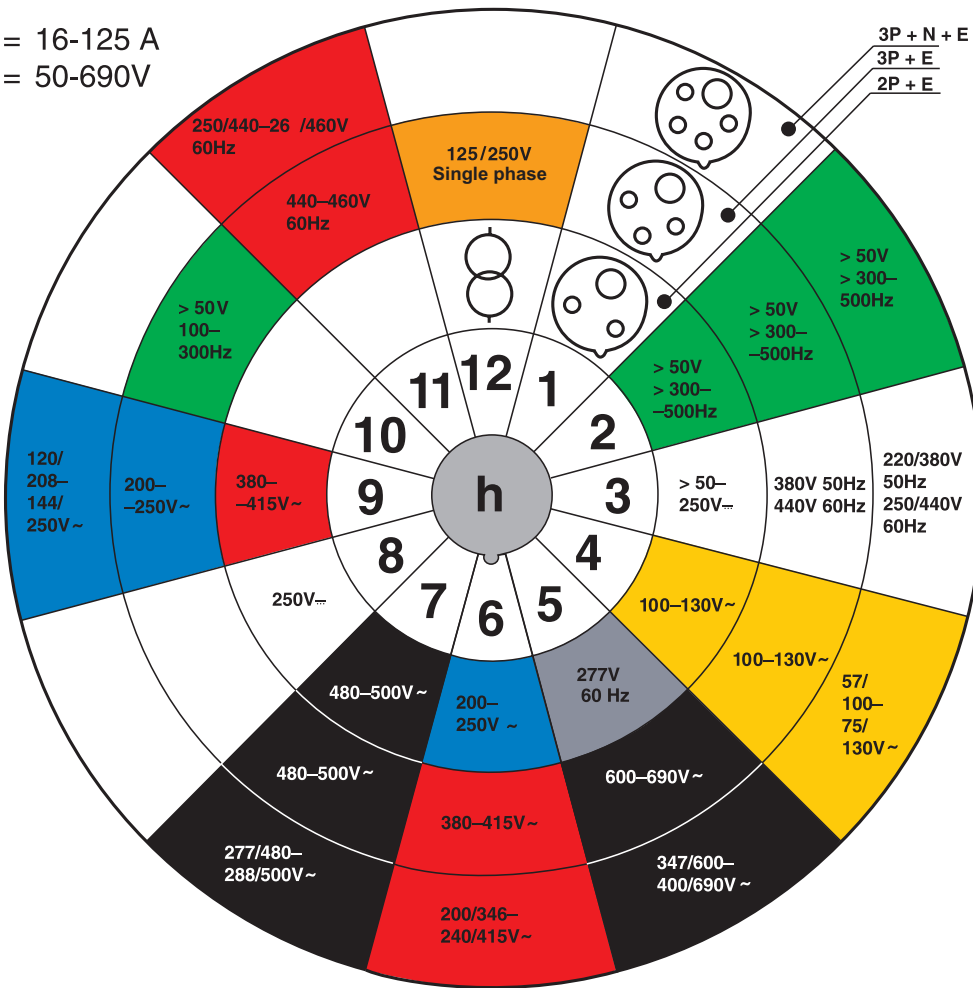 = 16-125 A
= 50-690V
3P + N + E
3P + E
2P + E
250/440–26 /460V
60Hz
440–460V
60Hz
125/250V
Single phase
> 50V
> 300–
500Hz
> 50V
> 300–
–500Hz
> 50V
> 300–
–500Hz
> 50V
100–
300Hz
12
1
2
3
4
5
6
7
8
9
10
11
h
120/
208–
144/
250V~
200–
–250V~
380–
–415V~
> 50–
250V⎓
380V 50Hz
440V 60Hz
220/380V
50Hz
250/440V
60Hz
250V⎓
100–130V~
100–130V~
57/
100–
75/
130V~
480–500V~
480–500V~
277/480–
288/500V~
200–
250V ~
380–415V~
200/346–
240/415V~
277V
60 Hz
600–690V~
347/600–
400/690V~